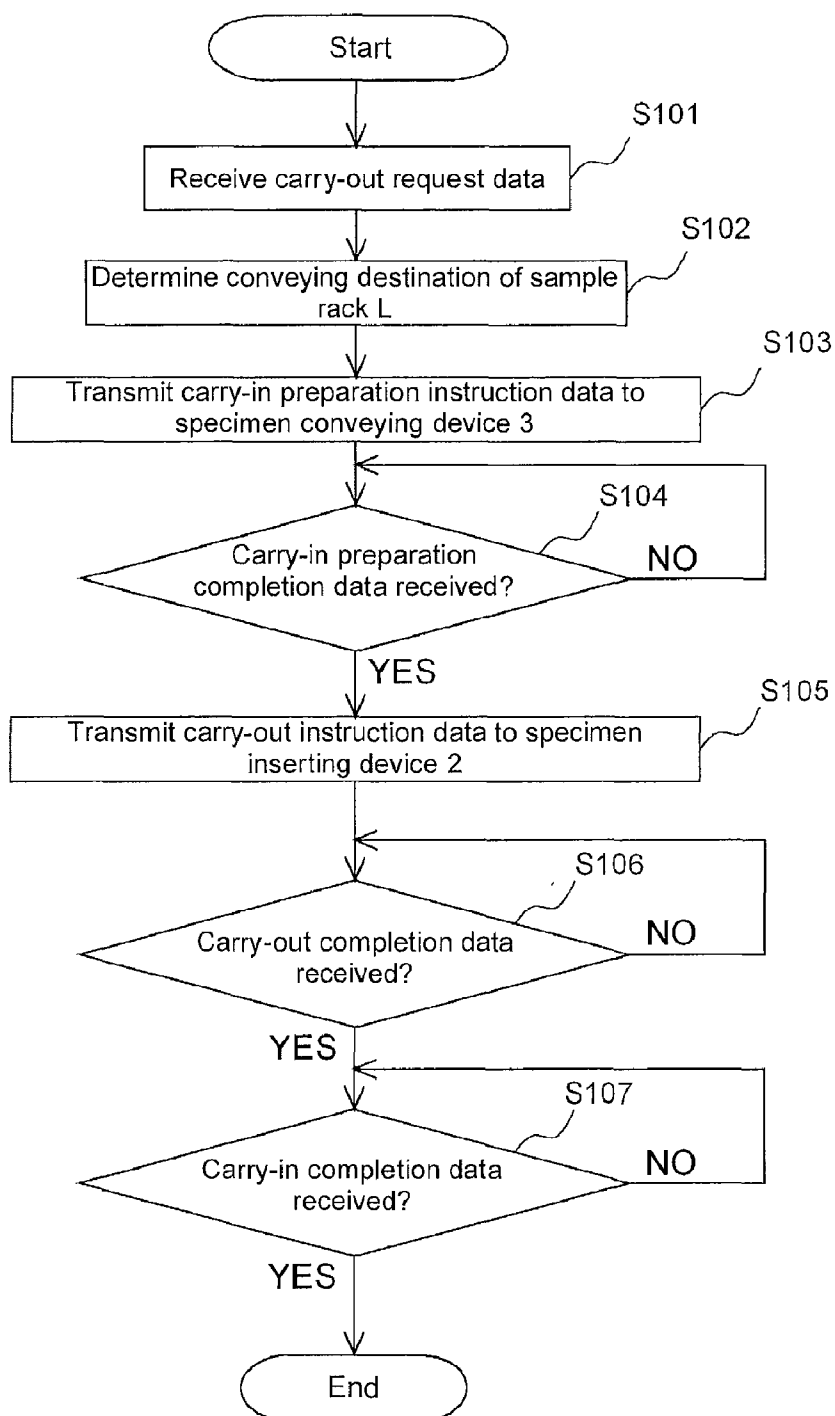 Start
S101
Receive carry-out request data
S102
Determine conveying destination of sample
rack L
S103
Transmit carry-in preparation instruction data to
specimen conveying device 3
S104
Carry-in preparation
completion data received?
NO
YES
S105
Transmit carry-out instruction data to specimen
inserting device 2
S106
Carry-out completion data
received?
NO
YES
S107
Carry-in completion data
received?
NO
YES
End